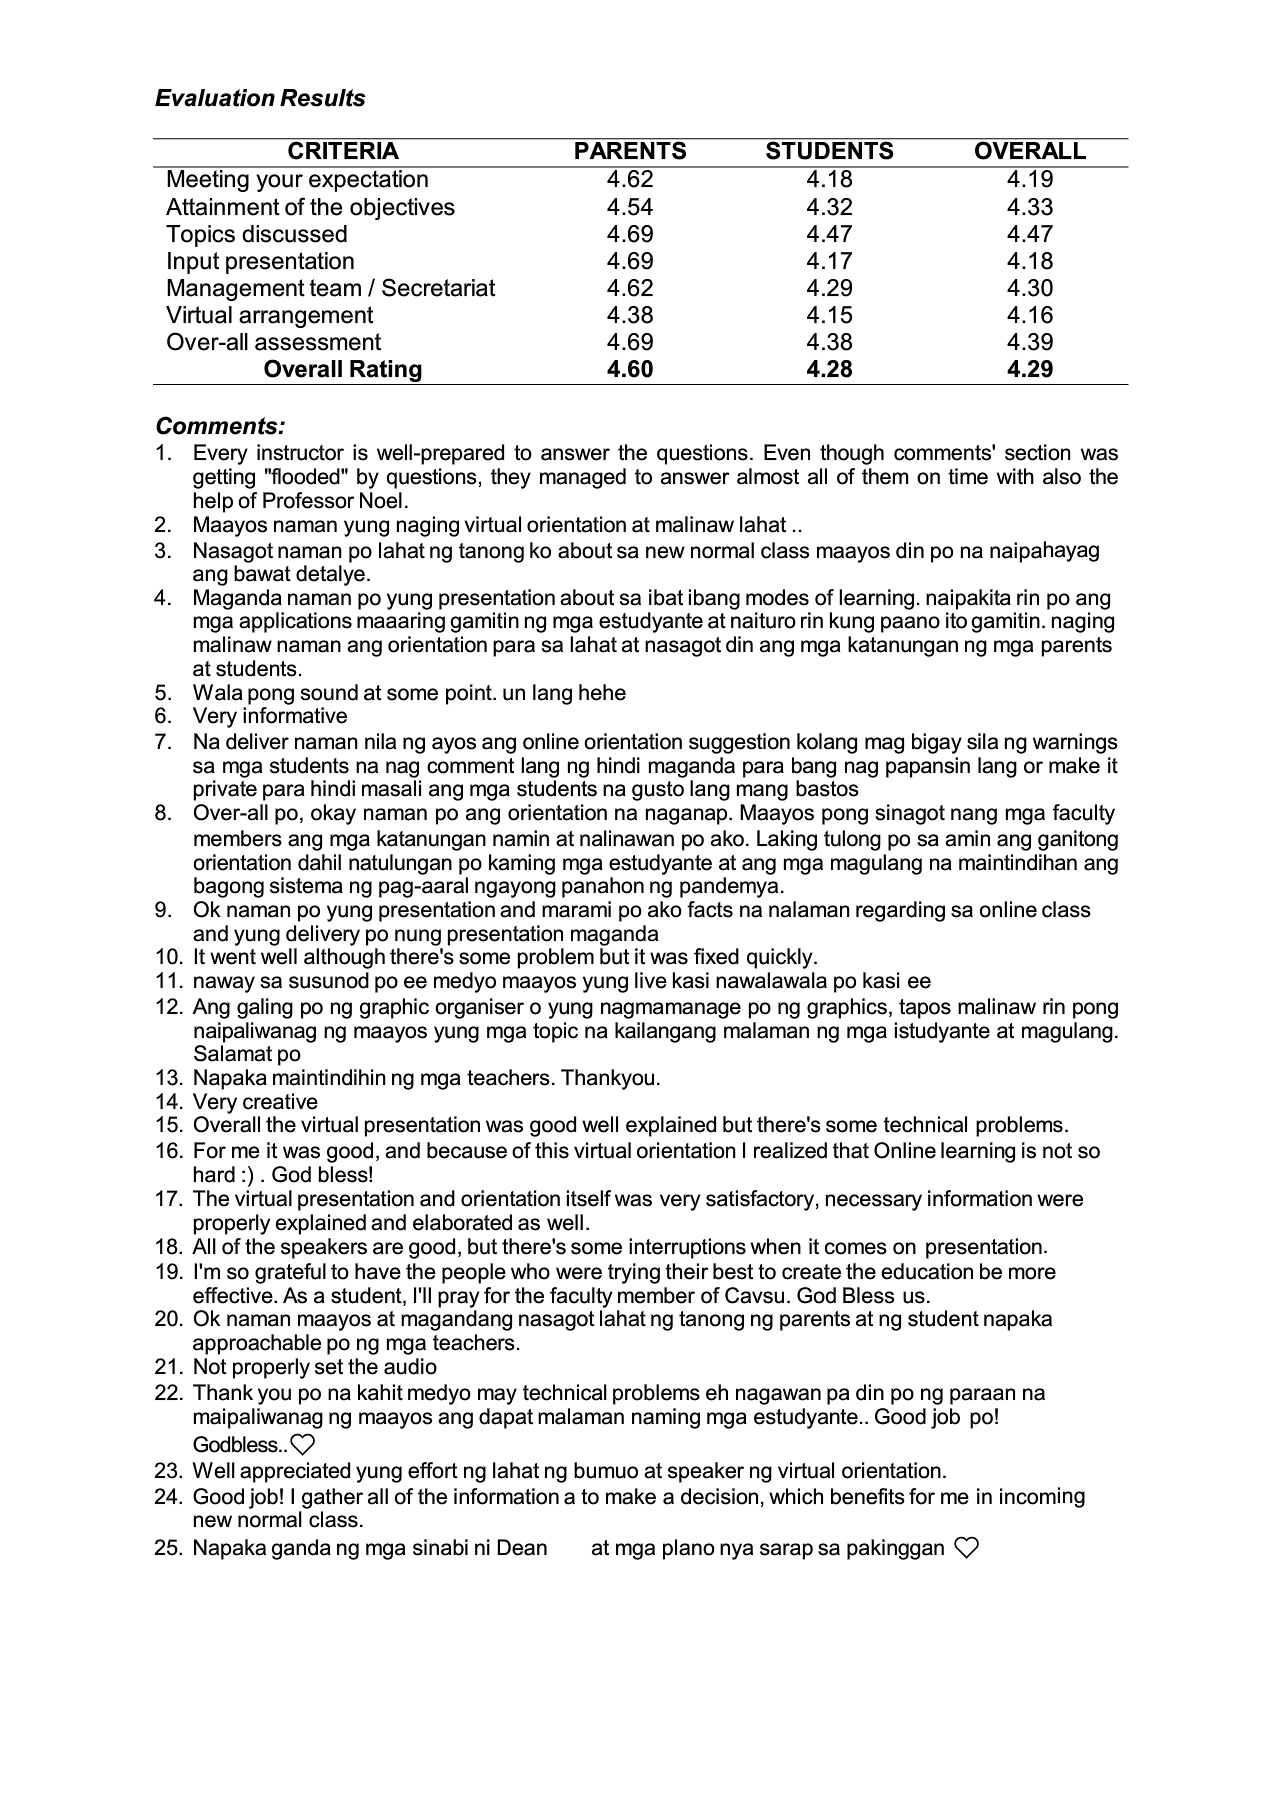 Evaluation Results
CRITERIA PARENTS STUDENTS OVERALL
Meeting your expectation 4.62 4.18 4.19
Attainment of the objectives 4.54 4.32 4.33
Topics discussed 4.69 4.47 4.47
Input presentation 4.69 4.17 4.18
Management team / Secretariat 4.62 4.29 4.30
Virtual arrangement 4.38 4.15 4.16
Over-all assessment 4.69 4.38 4.39
Overall Rating 4.60 4.28 4.29
Comments:
1. Every instructor is well-prepared to answer the questions. Even though comments' section was
getting "flooded" by questions, they managed to answer almost all of them on time with also the
help of Professor Noel.
2. Maayos naman yung naging virtual orientation at malinaw lahat ..
3. Nasagot naman po lahat ng tanong ko about sa new normal class maayos din po na naipahayag
ang bawat detalye.
4. Maganda naman po yung presentation about sa ibat ibang modes of learning. naipakita rin po ang
mga applications maaaring gamitin ng mga estudyante at naituro rin kung paano ito gamitin. naging
malinaw naman ang orientation para sa lahat at nasagot din ang mga katanungan ng mga parents
at students.
5. Wala pong sound at some point. un lang hehe
6. Very informative
7. Na deliver naman nila ng ayos ang online orientation suggestion kolang mag bigay sila ng warnings
sa mga students na nag comment lang ng hindi maganda para bang nag papansin lang or make it
private para hindi masali ang mga students na gusto lang mang bastos
8. Over-all po, okay naman po ang orientation na naganap. Maayos pong sinagot nang mga faculty
members ang mga katanungan namin at nalinawan po ako. Laking tulong po sa amin ang ganitong
orientation dahil natulungan po kaming mga estudyante at ang mga magulang na maintindihan ang
bagong sistema ng pag-aaral ngayong panahon ng pandemya.
9. Ok naman po yung presentation and marami po ako facts na nalaman regarding sa online class
and yung delivery po nung presentation maganda
10. It went well although there's some problem but it was fixed quickly.
11. naway sa susunod po ee medyo maayos yung live kasi nawalawala po kasi ee
12. Ang galing po ng graphic organiser o yung nagmamanage po ng graphics, tapos malinaw rin pong
naipaliwanag ng maayos yung mga topic na kailangang malaman ng mga istudyante at magulang.
Salamat po
13. Napaka maintindihin ng mga teachers. Thankyou.
14. Very creative
15. Overall the virtual presentation was good well explained but there's some technical problems.
16. For me it was good, and because of this virtual orientation I realized that Online learning is not so
hard :) . God bless!
17. The virtual presentation and orientation itself was very satisfactory, necessary information were
properly explained and elaborated as well.
18. All of the speakers are good, but there's some interruptions when it comes on presentation.
19. I'm so grateful to have the people who were trying their best to create the education be more
effective. As a student, I'll pray for the faculty member of Cavsu. God Bless us.
20. Ok naman maayos at magandang nasagot lahat ng tanong ng parents at ng student napaka
approachable po ng mga teachers.
21. Not properly set the audio
22. Thank you po na kahit medyo may technical problems eh nagawan pa din po ng paraan na
maipaliwanag ng maayos ang dapat malaman naming mga estudyante.. Good job po!
Godbless..♡
23. Well appreciated yung effort ng lahat ng bumuo at speaker ng virtual orientation.
24. Good job! I gather all of the information a to make a decision, which benefits for me in incoming
new normal class.
25. Napaka ganda ng mga sinabi ni Dean at mga plano nya sarap sa pakinggan ♡